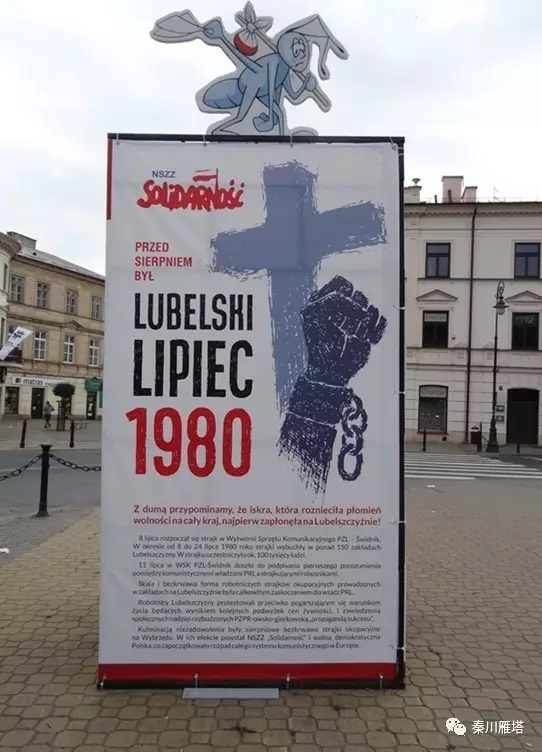 NSZZ
SOLIDARNOŚĆ
PRZED
SIERPNIEM
BYŁ
LUBELSKI
LIPIEC
1980
Z dumą przypominamy, że iskra, która roznieciła płomień
wolności na cały kraj, najpierw zapłonęła na Lubelszczyźnie!
8 lipca rozpoczął się strajk w Wytwórni Sprzętu Komunikacyjnego PZL – Świdnik.
W okresie od 8 do 24 lipca 1980 roku strajki wybuchły w ponad 150 zakładach
Lubelszczyzny. W strajku uczestniczyło ok. 100 tysięcy ludzi.
11 lipca w WSK PZL-Świdnik doszło do podpisania pierwszego porozumienia
pomiędzy komunistycznymi władzami PRL a strajkującymi robotnikami.
Skala i bezkrwawa forma robotniczych strajków okupacyjnych prowadzonych
w zakładach na Lubelszczyźnie była całkowitym zaskoczeniem dla władz PRL.
Robotnicy Lubelszczyzny protestowali przeciwko pogarszającym się warunkom
życia będących wynikiem kolejnych podwyżek cen żywności, i zawiedzenia
społecznych nadziei rozbudzonych PZPR-owsko-gierkowską „propagandą sukcesu”.
Kulminacją niezadowolenia były sierpniowe bezkrwawe strajki okupacyjne
na Wybrzeżu. W ich efekcie powstał NSZZ „Solidarność” i wolna demokratyczna
Polska, co zapoczątkowało rozpad całego systemu komunistycznego w Europie.
matras
秦川雁塔